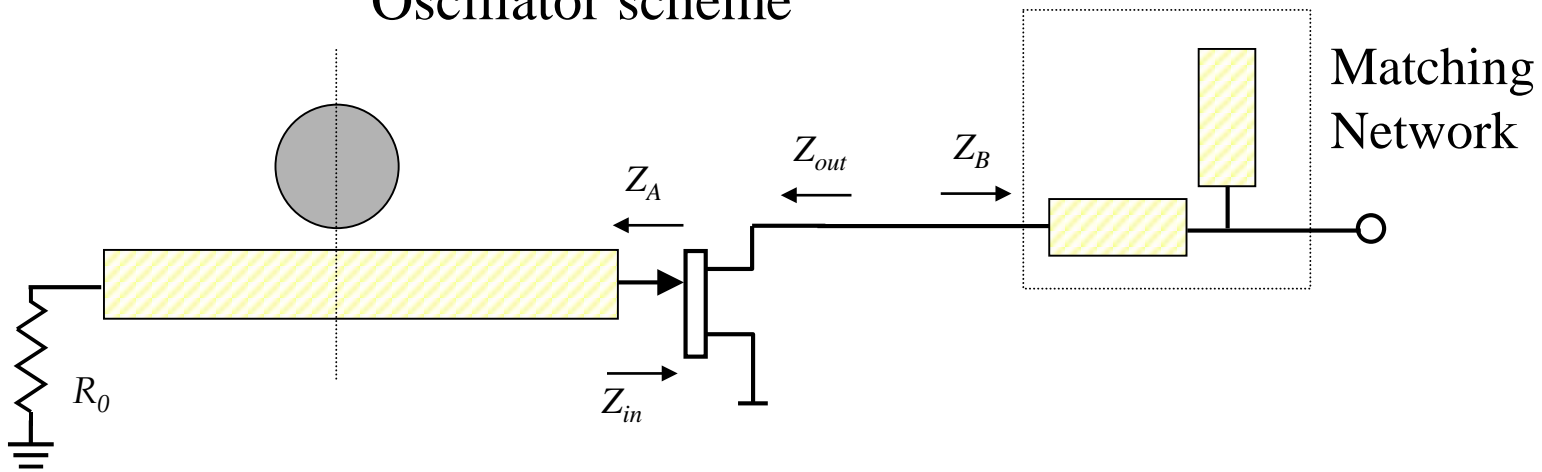 Oscillator scheme
Matching
Network
Z_out
Z_B
Z_A
Z_in
R_0